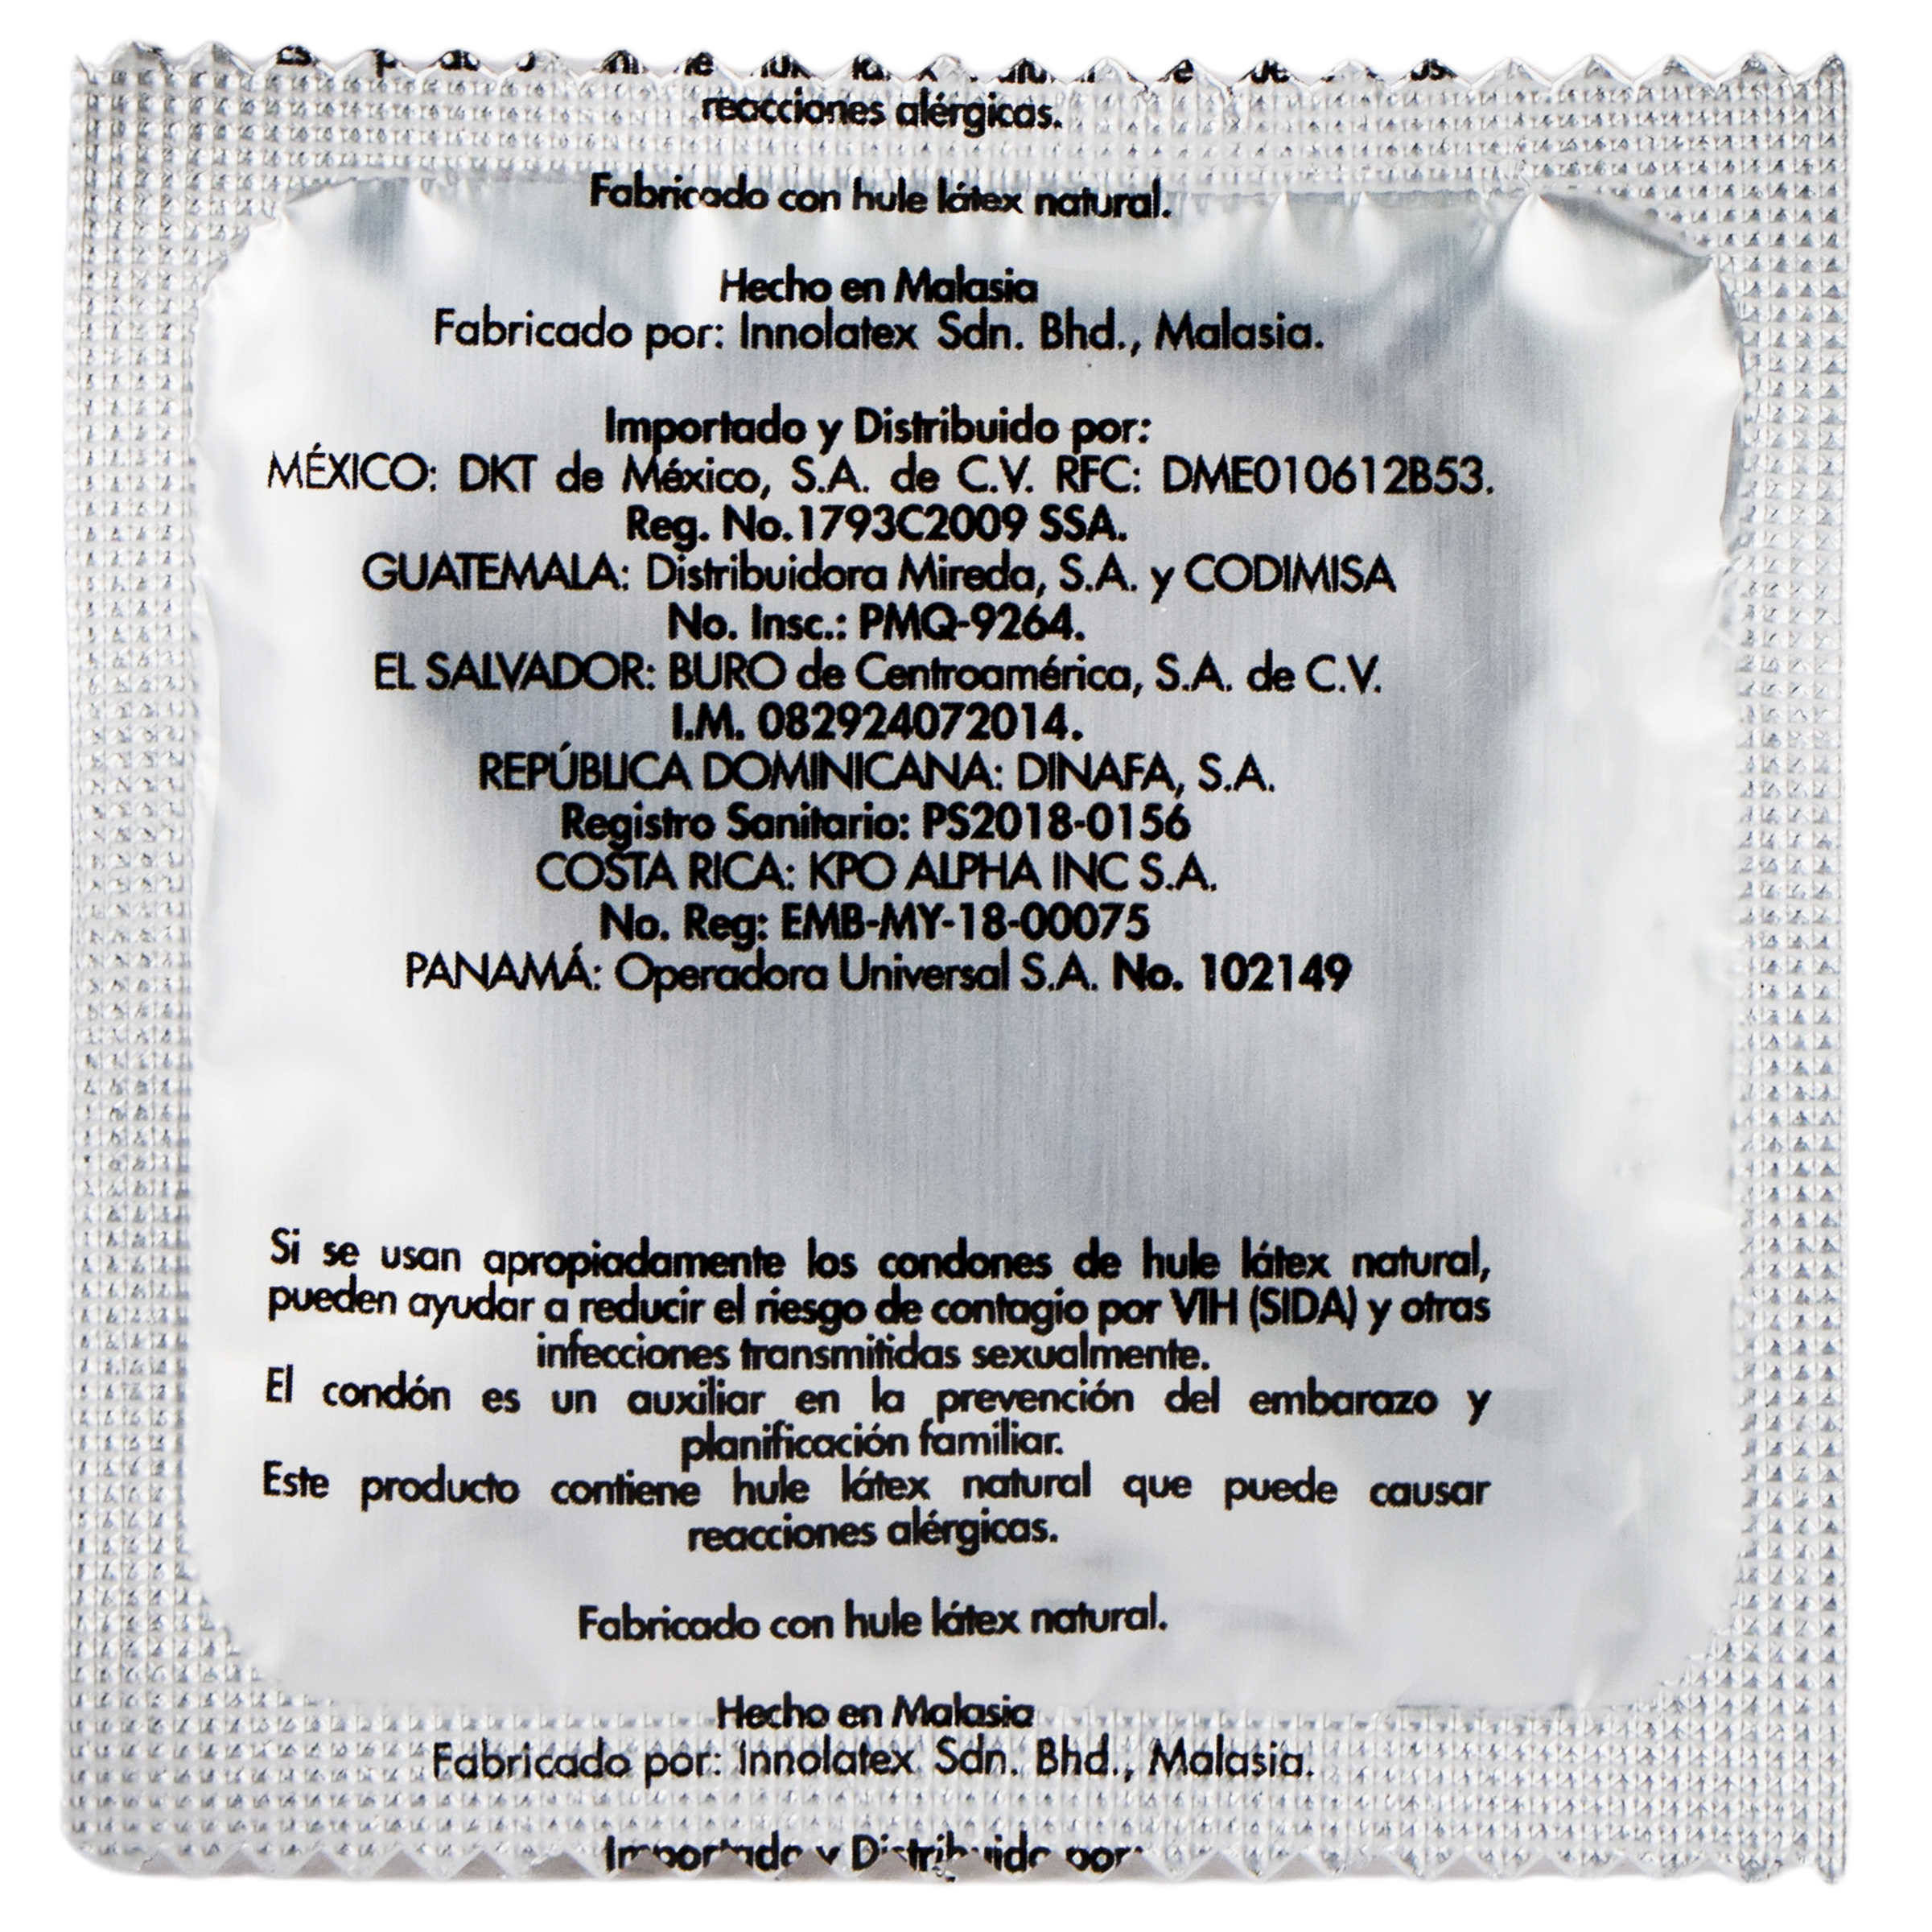 reacciones alérgicas.
Fabricado con hule látex natural.
Hecho en Malasia
Fabricado por: Innolatex Sdn. Bhd., Malasia.
Importado y Distribuido por:
MÉXICO: DKT de México, S.A. de C.V. RFC: DME010612B53.
Reg. No.1793C2009 SSA.
GUATEMALA: Distribuidora Mireda, S.A. y CODIMISA
No. Insc.: PMQ-9264.
EL SALVADOR: BURO de Centroamérica, S.A. de C.V.
I.M. 082924072014.
REPÚBLICA DOMINICANA: DINAFA, S.A.
Registro Sanitario: PS2018-0156
COSTA RICA: KPO ALPHA INC S.A.
No. Reg: EMB-MY-18-00075
PANAMÁ: Operadora Universal S.A. No. 102149
Si se usan apropiadamente los condones de hule látex natural,
pueden ayudar a reducir el riesgo de contagio por VIH (SIDA) y otras
infecciones transmitidas sexualmente.
El condón es un auxiliar en la prevención del embarazo y
planificación familiar.
Este producto contiene hule látex natural que puede causar
reacciones alérgicas.
Fabricado con hule látex natural.
Hecho en Malasia
Fabricado por: Innolatex Sdn. Bhd., Malasia.
Importado y Distribuido por: